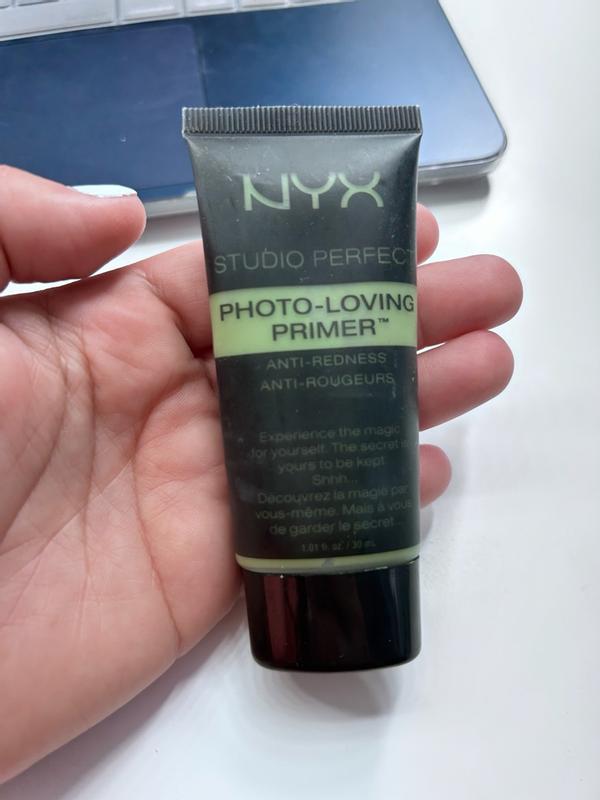 NYX
STUDIO PERFECT
PHOTO-LOVING
PRIMER™
ANTI-REDNESS
ANTI-ROUGEURS
Experience the magic
for yourself. The secret is
yours to be kept.
Shhh...
Découvrez la magie par
vous-même. Mais à vous
de garder le secret...
1.01 fl. oz. / 30 mL